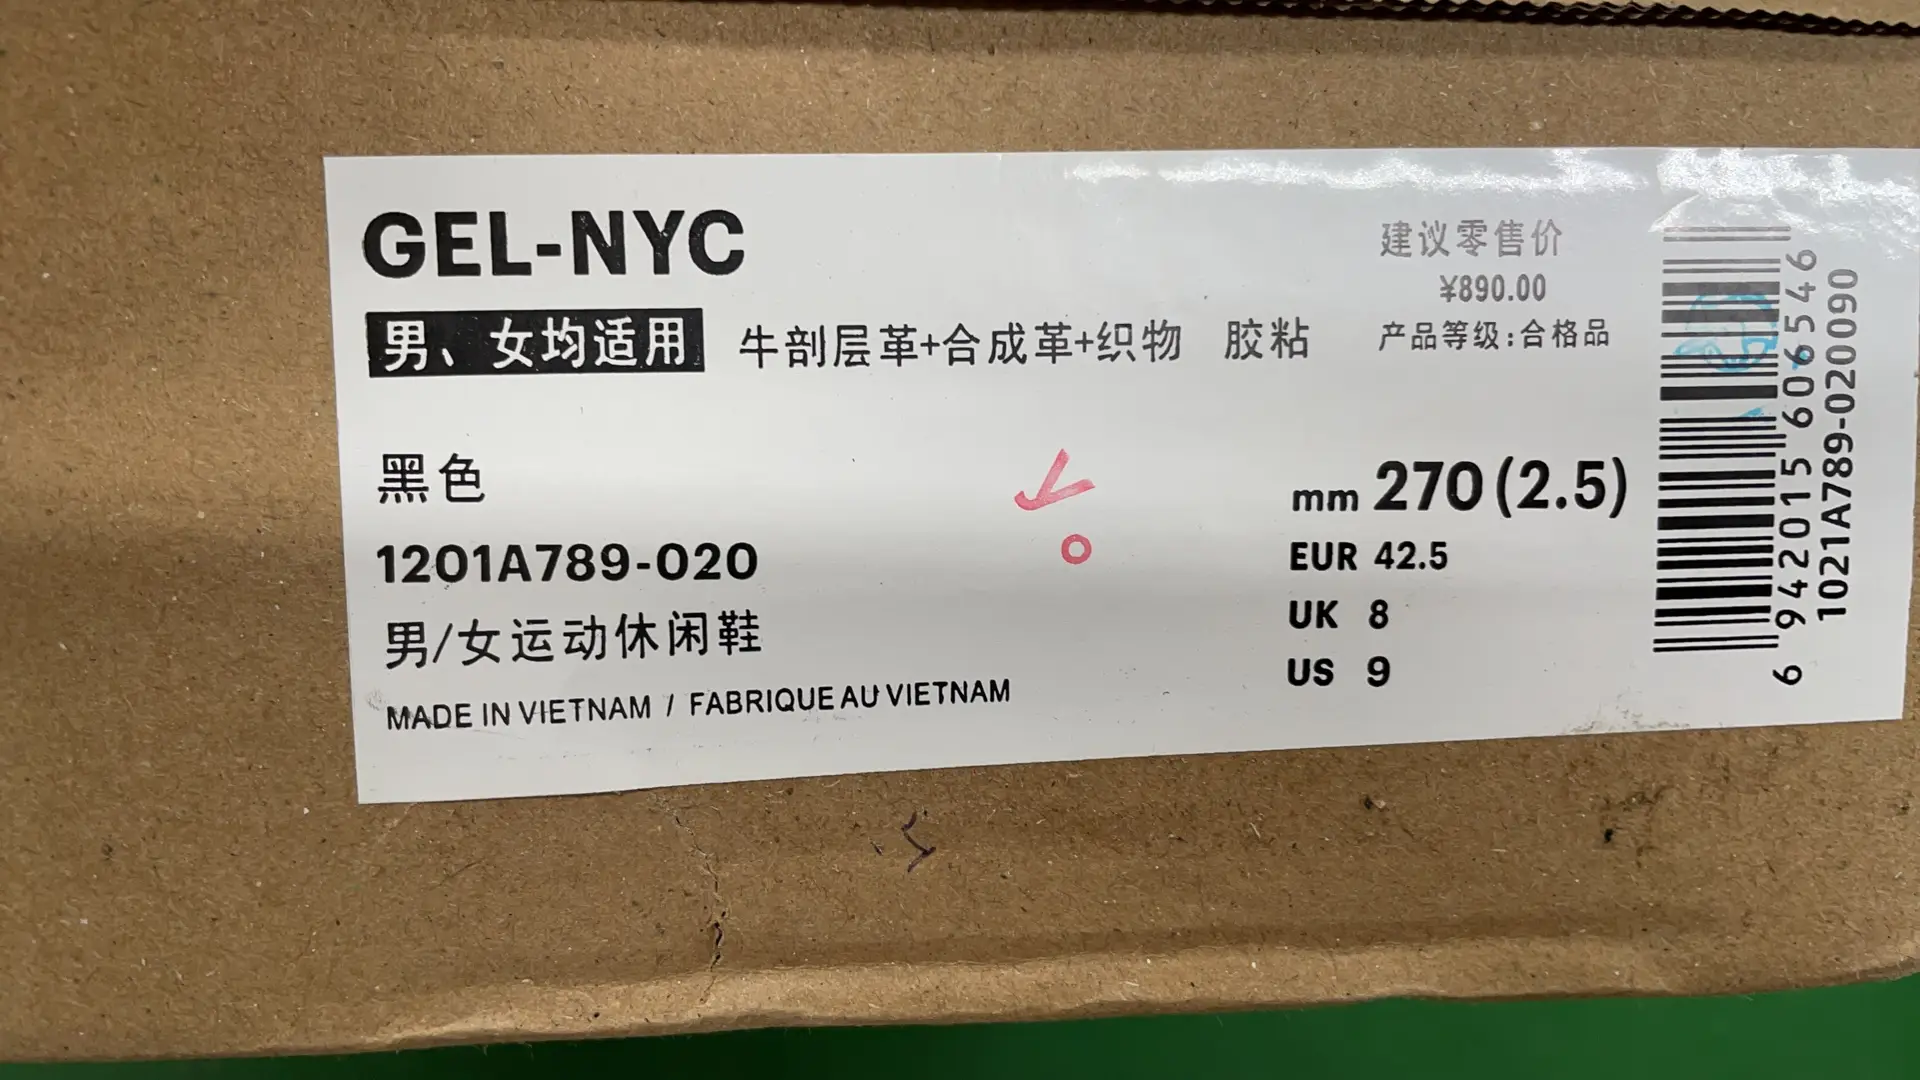 GEL-NYC
男、女均适用 牛剖层革+合成革+织物 胶粘
建议零售价
¥890.00
产品等级:合格品
黑色
1201A789-020
男/女运动休闲鞋
MADE IN VIETNAM / FABRIQUE AU VIETNAM
mm 270(2.5)
EUR 42.5
UK 8
US 9
6 942015 606546
1021A789-020090